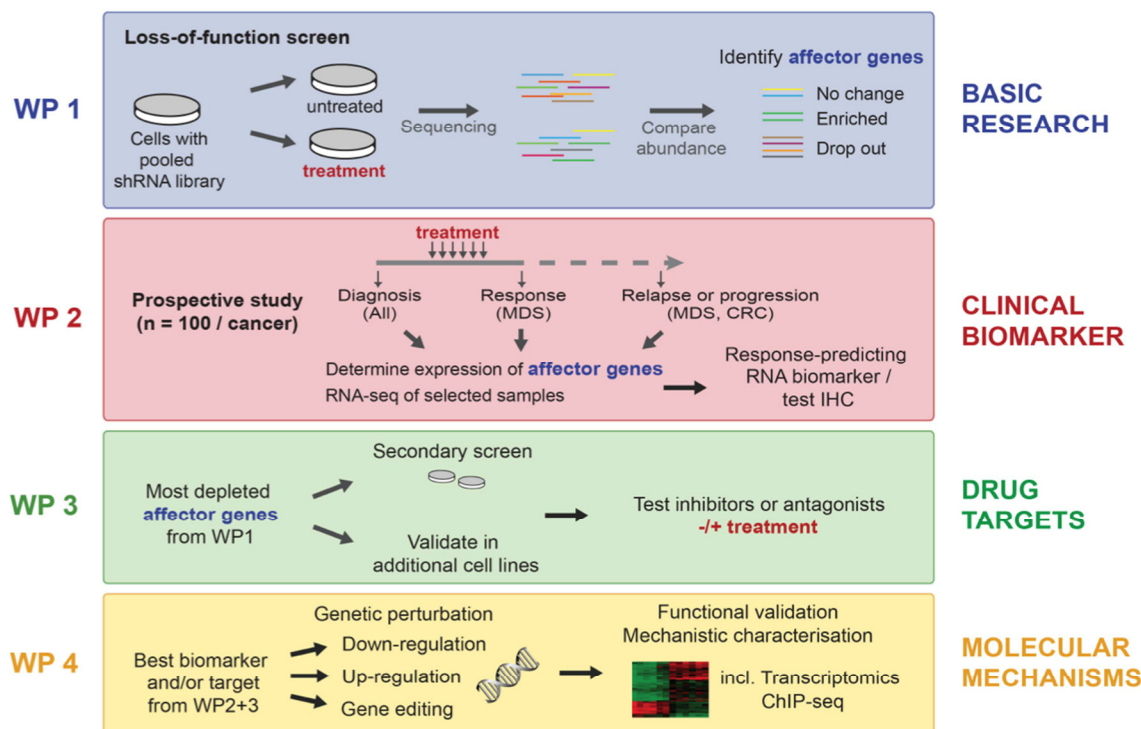 WP 1
Loss-of-function screen
Cells with
pooled
shRNA library
untreated
treatment
Sequencing
Compare
abundance
Identify affector genes
No change
Enriched
Drop out
BASIC
RESEARCH
WP 2
Prospective study
(n = 100 / cancer)
treatment
Diagnosis
(All)
Response
(MDS)
Relapse or progression
(MDS, CRC)
Determine expression of affector genes
RNA-seq of selected samples
Response-predicting
RNA biomarker /
test IHC
CLINICAL
BIOMARKER
WP 3
Most depleted
affector genes
from WP1
Secondary screen
Validate in
additional cell lines
Test inhibitors or antagonists
-/+ treatment
DRUG
TARGETS
WP 4
Best biomarker
and/or target
from WP2+3
Genetic perturbation
Down-regulation
Up-regulation
Gene editing
Functional validation
Mechanistic characterisation
incl. Transcriptomics
ChIP-seq
MOLECULAR
MECHANISMS